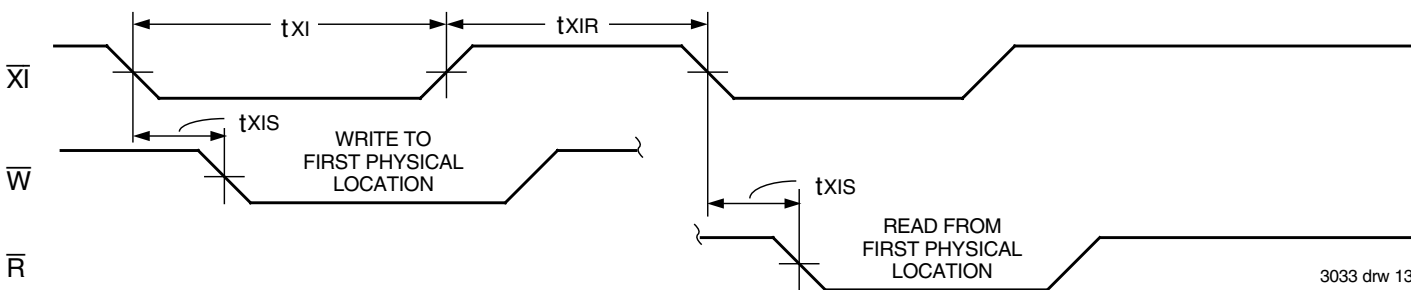 tXI
tXIR
XI
tXIS
WRITE TO
FIRST PHYSICAL
LOCATION
W
tXIS
READ FROM
FIRST PHYSICAL
LOCATION
R
3033 drw 13